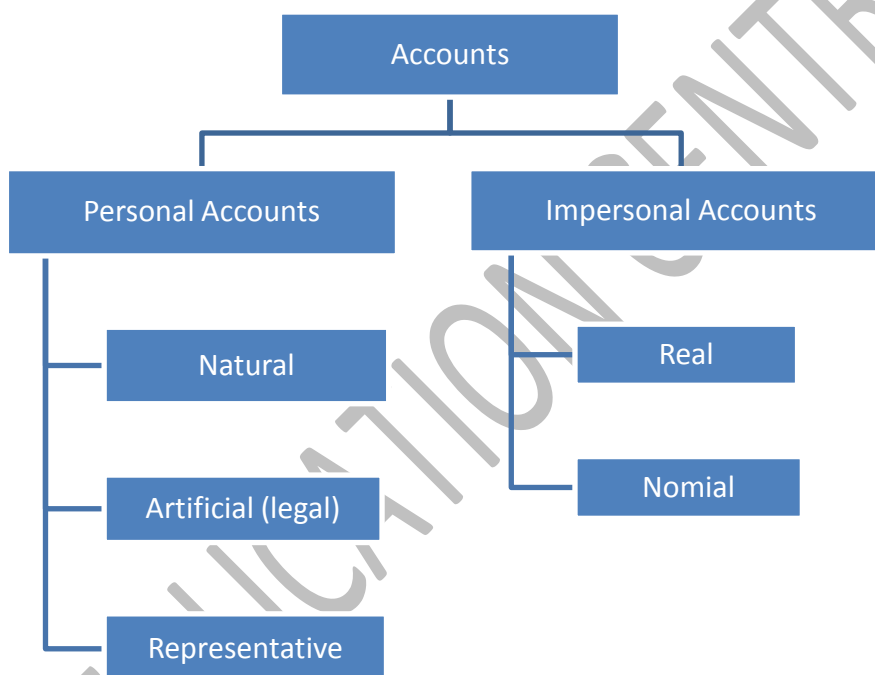 Accounts
Personal Accounts
Impersonal Accounts
Natural
Real
Artificial (legal)
Nomial
Representative